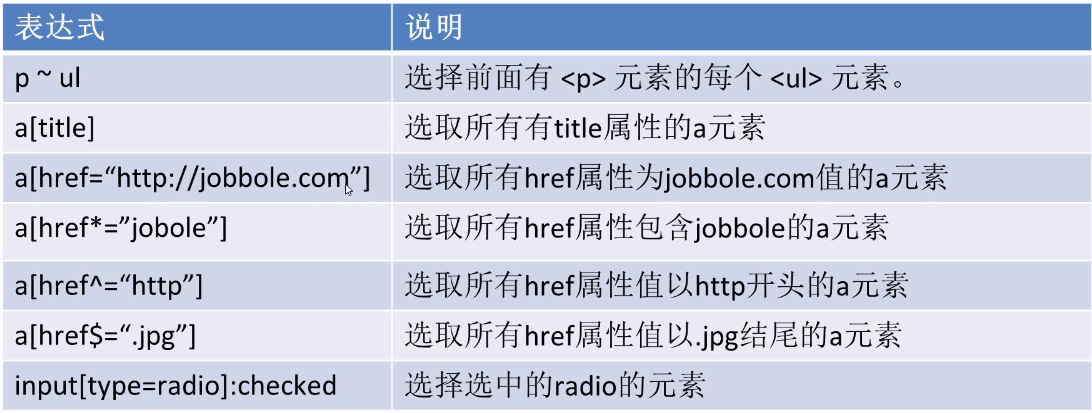 表达式 说明
p ~ ul 选择前面有 <p> 元素的每个 <ul> 元素。
a[title] 选取所有有title属性的a元素
a[href=“http://jobbole.com”] 选取所有href属性为jobbole.com值的a元素
a[href*=”jobole”] 选取所有href属性包含jobbole的a元素
a[href^=“http”] 选取所有href属性值以http开头的a元素
a[href$=“.jpg”] 选取所有href属性值以.jpg结尾的a元素
input[type=radio]:checked 选择选中的radio的元素